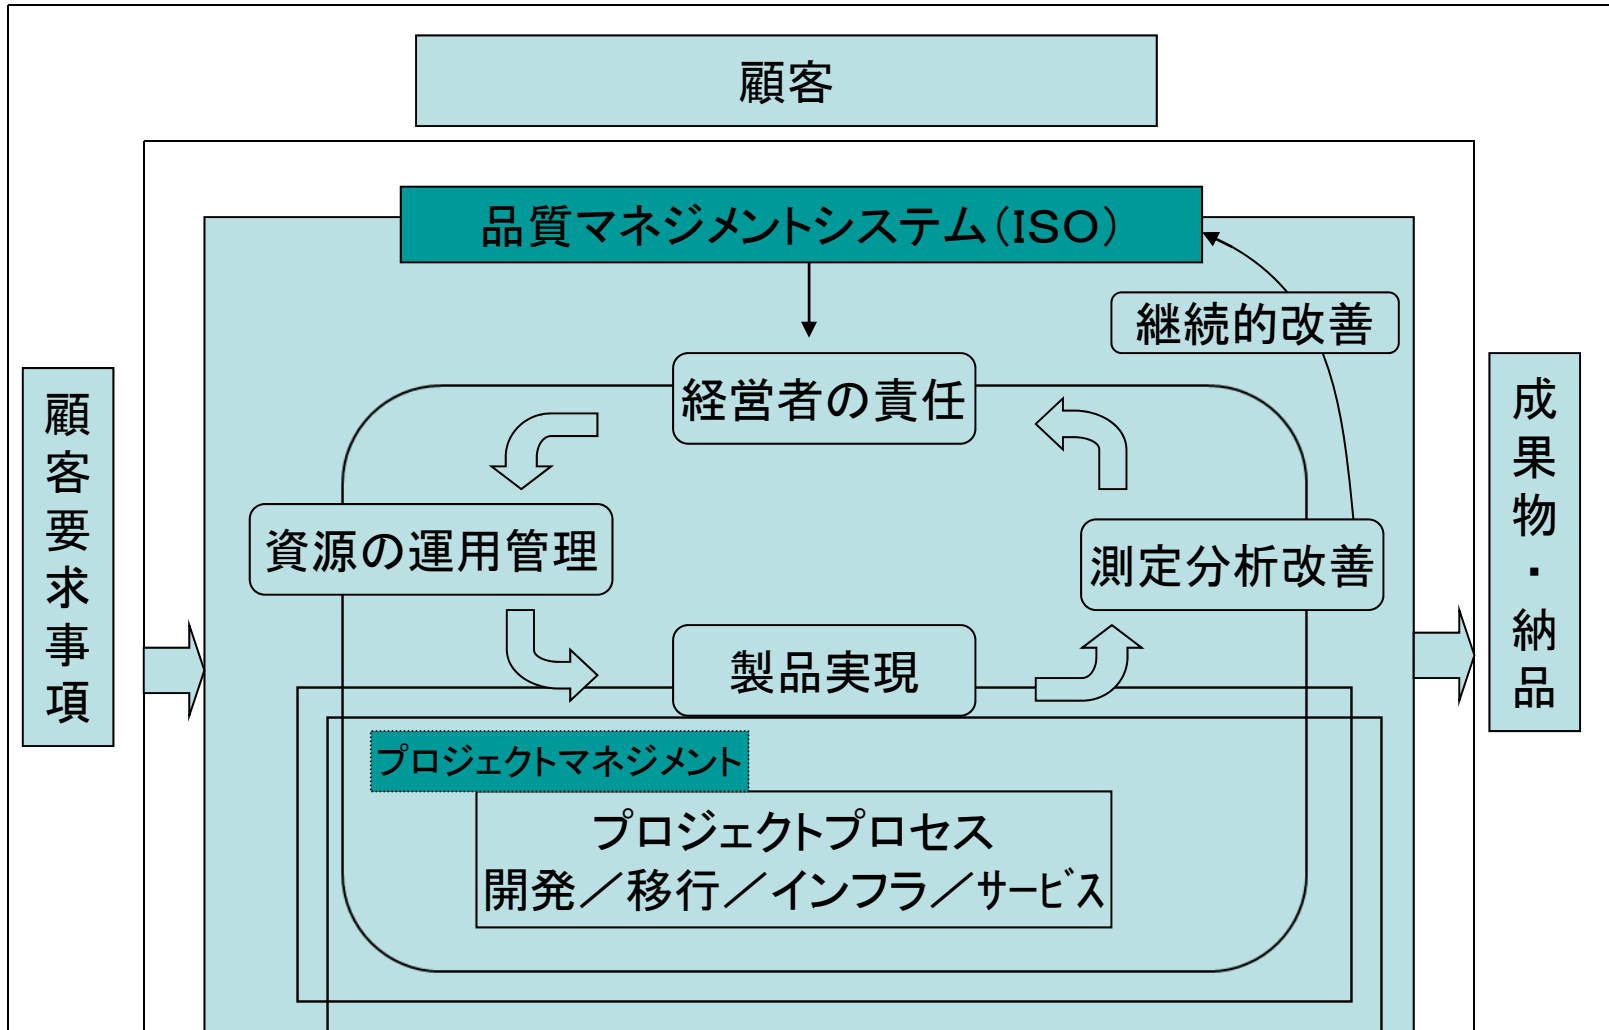 顧客
品質マネジメントシステム（ISO）
継続的改善
経営者の責任
顧客要求事項
成果物・納品
資源の運用管理
測定分析改善
製品実現
プロジェクトマネジメント
プロジェクトプロセス
開発／移行／インフラ／サービス